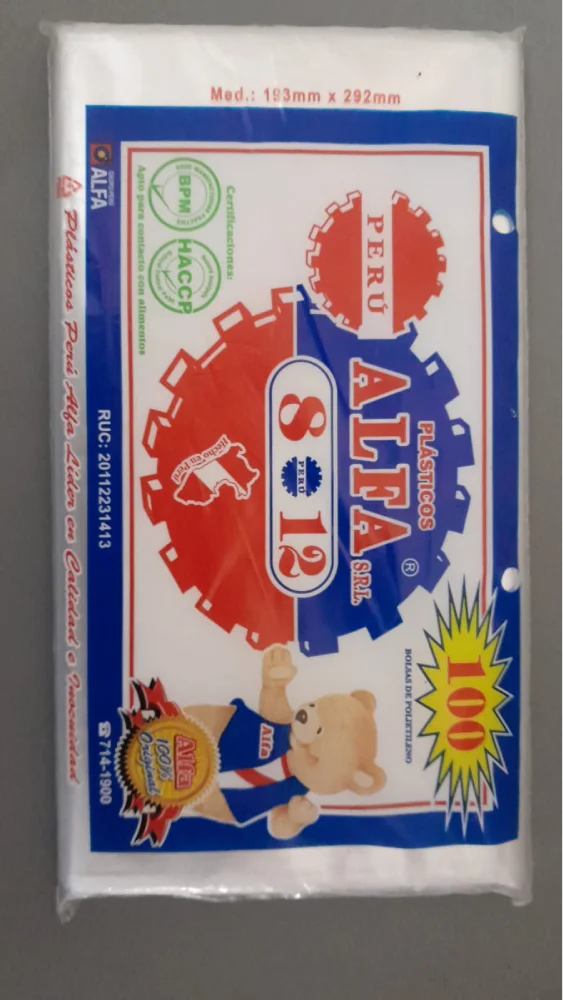 Med.: 193mm x 292mm
PERÚ
PLÁSTICOS
ALFA
S.R.L.
®
8
PERÚ
12
Hecho en Perú
100
BOLSAS DE POLIETILENO
Certificaciones:
BPM
HACCP
Apto para contacto con alimentos
Alfa
Alfa
100%
Original
ALFA
RUC: 20112231413
☎714-1900
Plásticos Perú Alfa Líder en Calidad e Inocuidad